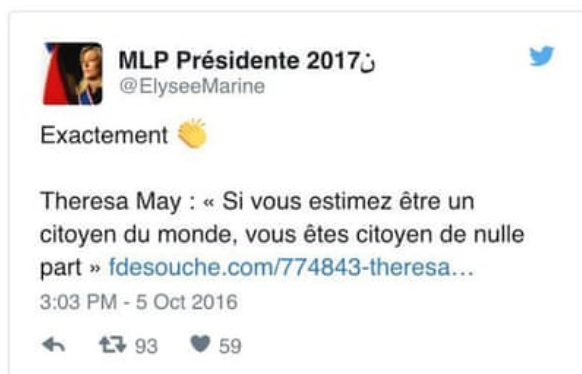 MLP Présidente 2017ن
@ElyseeMarine
Exactement 👏
Theresa May : « Si vous estimez être un
citoyen du monde, vous êtes citoyen de nulle
part » fdesouche.com/774843-theresa...
3:03 PM - 5 Oct 2016
93 59